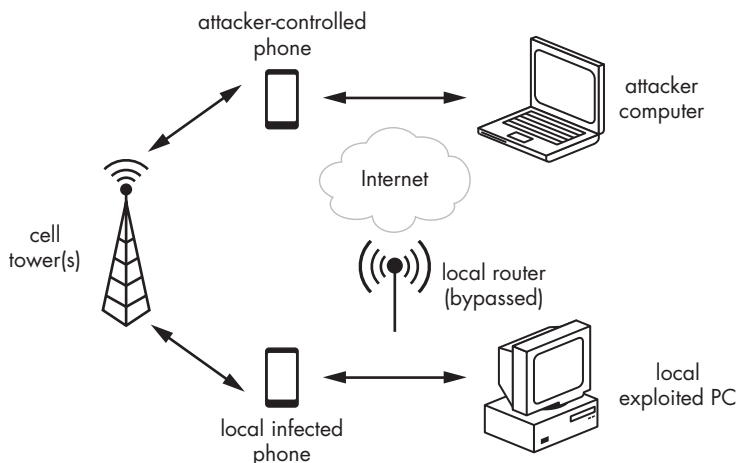 attacker-controlled
phone
attacker
computer
Internet
cell
tower(s)
local router
(bypassed)
local infected
phone
local
exploited PC